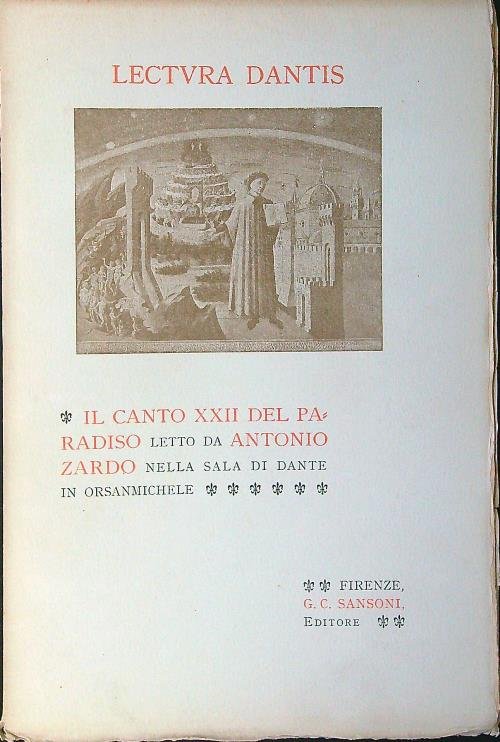 LECTVRA DANTIS
IL CANTO XXII DEL PA-
RADISO LETTO DA ANTONIO
ZARDO NELLA SALA DI DANTE
IN ORSANMICHELE
FIRENZE,
G. C. SANSONI,
EDITORE